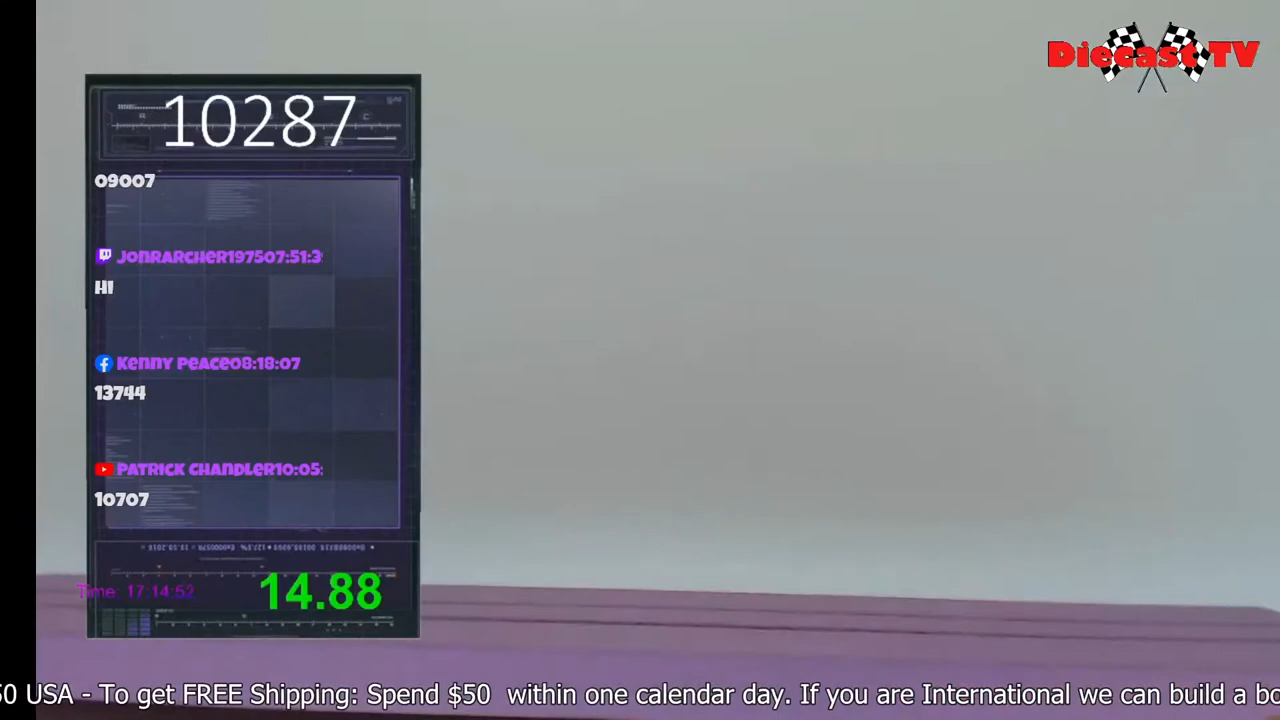 Diecast TV
10287
09007
JonRArcher197507:51:3
HI
Kenny Peace08:18:07
13744
Patrick Chandler10:05:
10707
Time: 17:14:52
14.88
50 USA - To get FREE Shipping: Spend $50 within one calendar day. If you are International we can build a bo